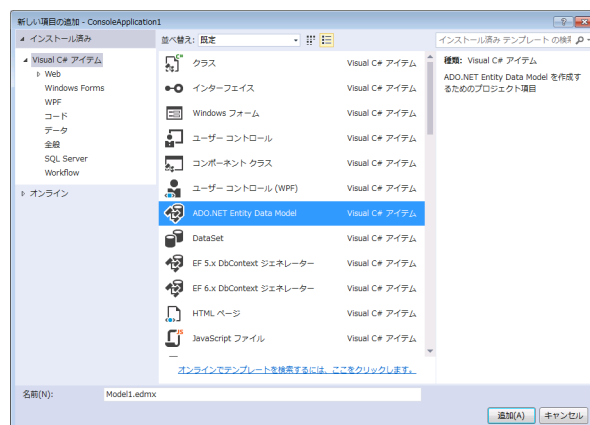 新しい項目の追加 - ConsoleApplication1
インストール済み
並べ替え: 既定
インストール済み テンプレート の検索
Visual C# アイテム
Web
Windows Forms
WPF
コード
データ
全般
SQL Server
Workflow
オンライン
クラス Visual C# アイテム
インターフェイス Visual C# アイテム
Windows フォーム Visual C# アイテム
ユーザー コントロール Visual C# アイテム
コンポーネント クラス Visual C# アイテム
ユーザー コントロール (WPF) Visual C# アイテム
ADO.NET Entity Data Model Visual C# アイテム
DataSet Visual C# アイテム
EF 5.x DbContext ジェネレーター Visual C# アイテム
EF 6.x DbContext ジェネレーター Visual C# アイテム
HTML ページ Visual C# アイテム
JavaScript ファイル Visual C# アイテム
オンラインでテンプレートを検索するには、ここをクリックします。
種類: Visual C# アイテム
ADO.NET Entity Data Model を作成す
るためのプロジェクト項目
名前(N): Model1.edmx
追加(A) キャンセル